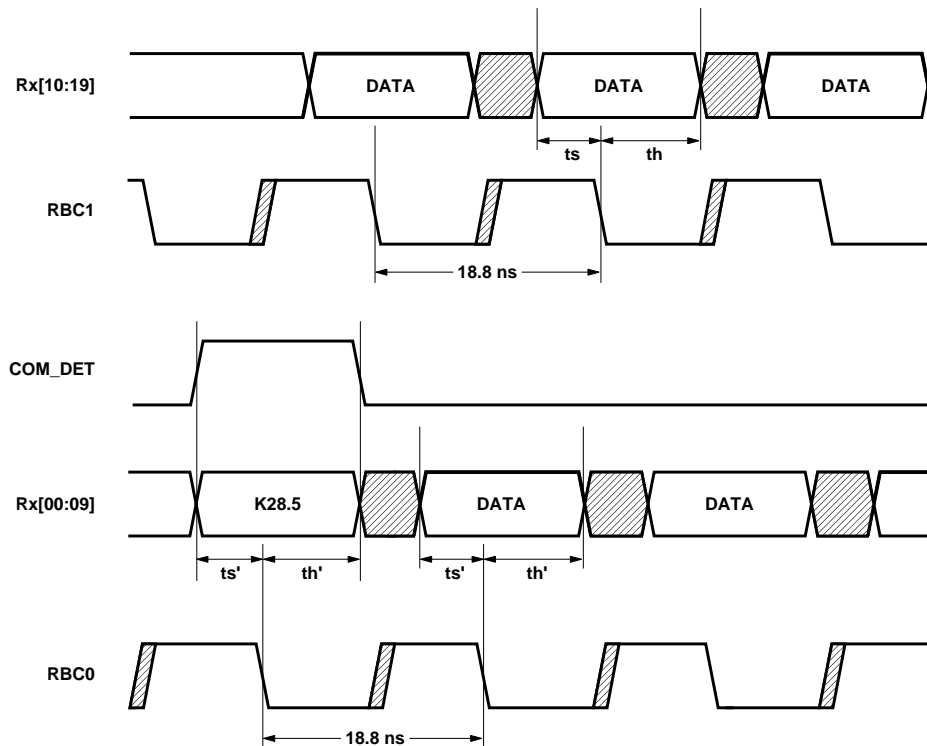 Rx[10:19]
DATA
DATA
DATA
ts
th
RBC1
18.8 ns
COM_DET
Rx[00:09]
K28.5
DATA
DATA
ts'
th'
ts'
th'
RBC0
18.8 ns